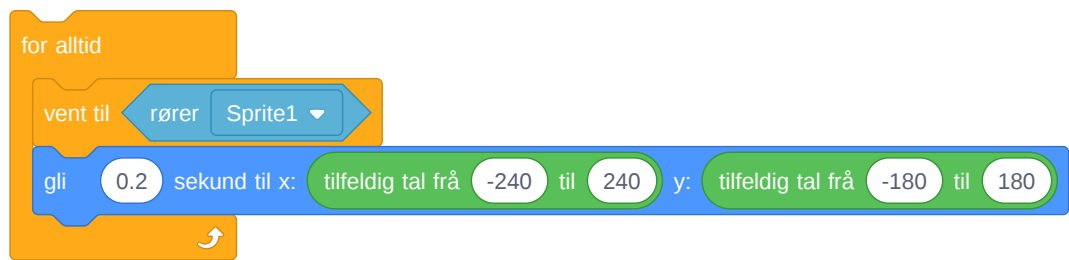 for alltid
vent til rører Sprite1
gli 0.2 sekund til x: tilfeldig tal frå -240 til 240 y: tilfeldig tal frå -180 til 180